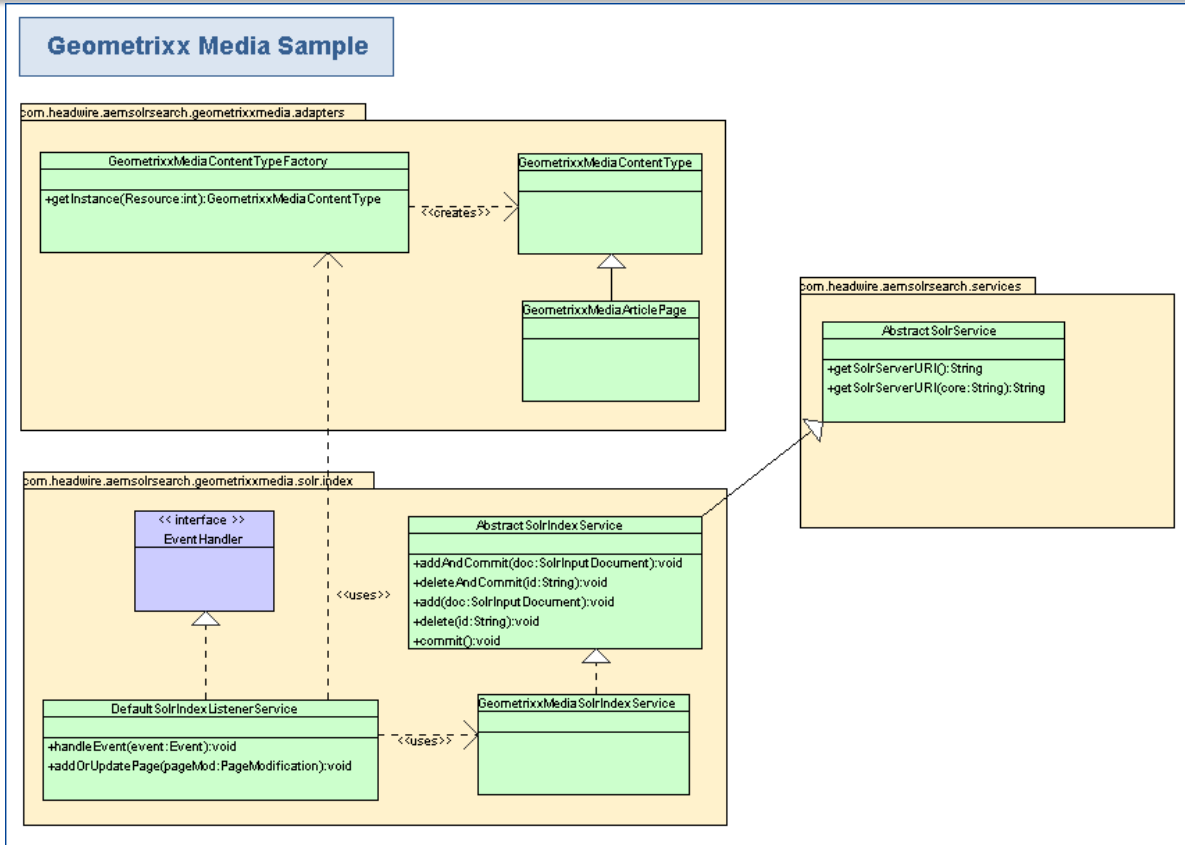 Geometrixx Media Sample
com.headwire.aemsolrsearch.geometrixxmedia.adapters
GeometrixxMediaContentTypeFactory
+getInstance(Resource:int):GeometrixxMediaContentType
<<creates>>
GeometrixxMediaContentType
GeometrixxMediaArticlePage
com.headwire.aemsolrsearch.services
AbstractSolrService
+getSolrServerURI():String
+getSolrServerURI(core:String):String
com.headwire.aemsolrsearch.geometrixxmedia.solr.index
<< interface >>
EventHandler
<<uses>>
AbstractSolrIndexService
+addAndCommit(doc:SolrInputDocument):void
+deleteAndCommit(id:String):void
+add(doc:SolrInputDocument):void
+delete(id:String):void
+commit():void
DefaultSolrIndexListenerService
+handleEvent(event:Event):void
+addOrUpdatePage(pageMod:PageModification):void
<<uses>>
GeometrixxMediaSolrIndexService